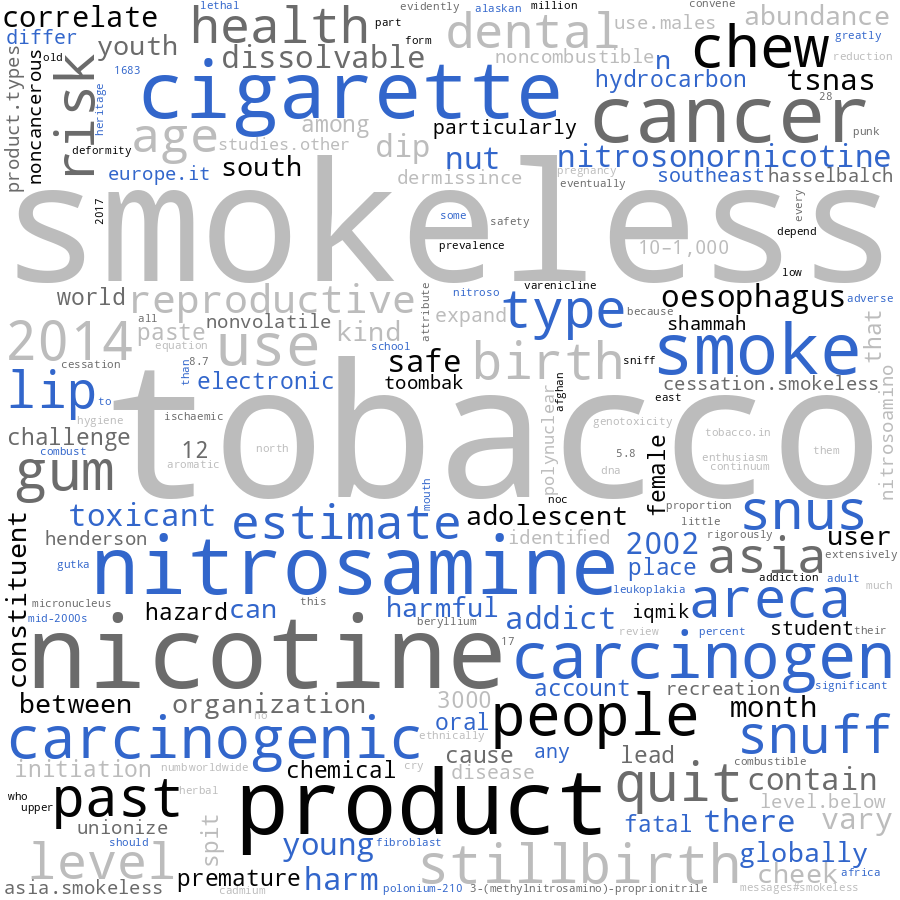 lethal
evidently
alaskan
million
convene
correlate
health
part
dental
use.males
abundance
differ
old
youth
form
noncombustible
n
chew
greatly
1683
dissolvable
reduction
product.types
noncancerous
risk
heritage
cigarette
hydrocarbon
tsnas
28
cancer
age
among
particularly
punk
deformity
studies.other
dip
nut
nitrosonornicotine
europe.it
south
dermissince
pregnancy
southeast
hasselbalch
eventually
smokeless
2017
some
safety
every
depend
prevalence
10–1,000
low
world
reproductive
nitroso
varenicline
type
because
oesophagus
adverse
all
nonvolatile
attribute
expand
shammah
that
2014
paste
kind
equation
use
school
safe
birth
sniff
smoke
cessation
8.7
than
electronic
toombak
cessation.smokeless
lip
to
tobacco
polynuclear
afghan
east
nitrosoamino
hygiene
ischaemic
challenge
12
north
genotoxicity
tobacco.in
them
combust
aromatic
female
5.8
enthusiasm
continuum
dna
gum
mouth
noc
proportion
snus
toxicant
estimate
adolescent
little
constituent
henderson
identified
2002
rigorously
user
gutka
nitrosamine
place
asia
extensively
addiction
adult
much
leukoplakia
micronucleus
this
mid-2000s
hazard
can
harmful
beryllium
addict
iqmik
areca
nicotine
17
review
percent
student
their
carcinogen
between
organization
3000
account
recreation
significant
no
oral
people
month
carcinogenic
ethnically
any
snuff
cause
lead
combustible
initiation
numbworldwide
chemical
cry
disease
quit
contain
who
upper
past
herbal
product
level.below
unionize
spit
fatal
there
vary
should
young
fibroblast
globally
level
stillbirth
cheek
africa
asia.smokeless
premature
harm
cadmium
polonium-210
3-(methylnitrosamino)-proprionitrile
messages#smokeless